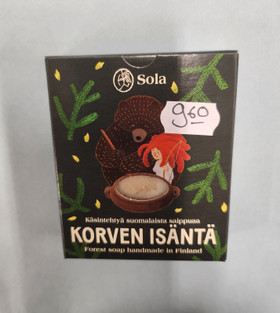 Sola
960
Käsintehtyä suomalaista saippuaa
KORVEN ISÄNTÄ
Forest soap handmade in Finland